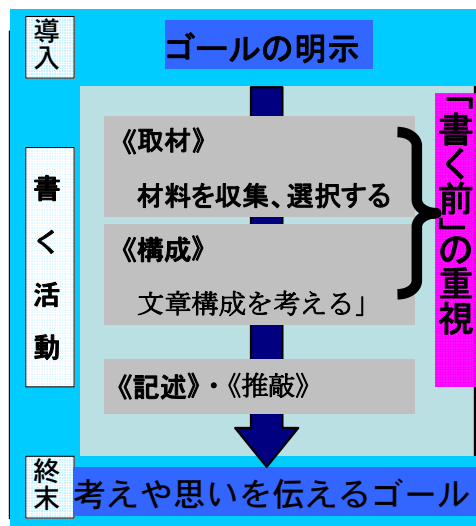 導入
ゴールの明示
書く活動
《取材》
材料を収集、選択する
《構成》
文章構成を考える」
「書く前」の重視
《記述》・《推敲》
終末
考えや思いを伝えるゴール